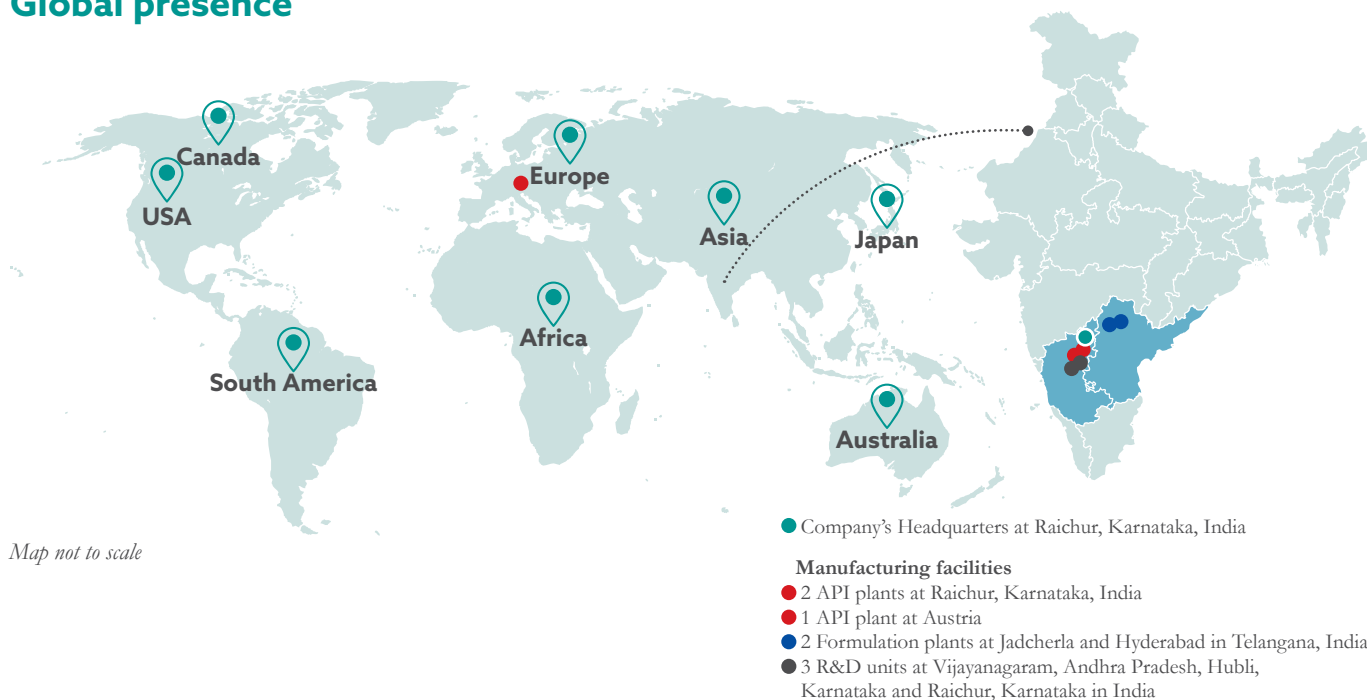 Global presence
Canada
USA
Europe
Asia
Japan
Africa
South America
Australia
Map not to scale
Company’s Headquarters at Raichur, Karnataka, India
Manufacturing facilities
2 API plants at Raichur, Karnataka, India
1 API plant at Austria
2 Formulation plants at Jadcherla and Hyderabad in Telangana, India
3 R&D units at Vijayanagaram, Andhra Pradesh, Hubli,
Karnataka and Raichur, Karnataka in India